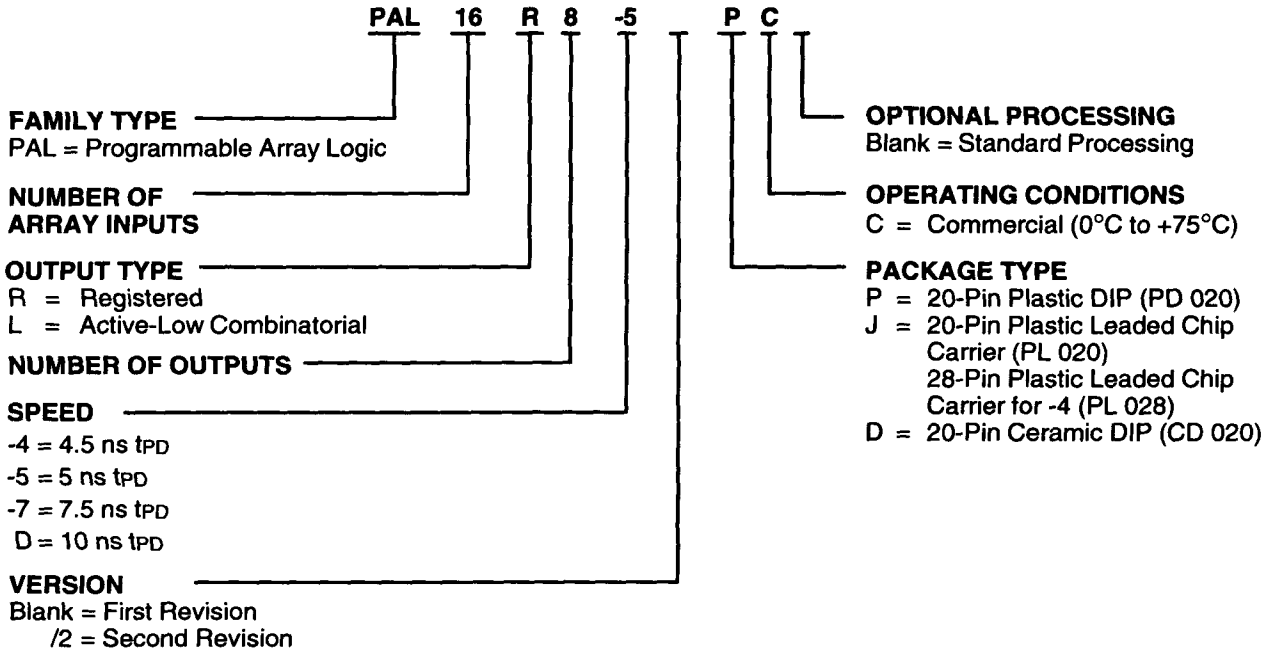 PAL 16 R 8 -5 P C
FAMILY TYPE
PAL = Programmable Array Logic
NUMBER OF
ARRAY INPUTS
OUTPUT TYPE
R = Registered
L = Active-Low Combinatorial
NUMBER OF OUTPUTS
SPEED
-4 = 4.5 ns tPD
-5 = 5 ns tPD
-7 = 7.5 ns tPD
D = 10 ns tPD
VERSION
Blank = First Revision
/2 = Second Revision
OPTIONAL PROCESSING
Blank = Standard Processing
OPERATING CONDITIONS
C = Commercial (0°C to +75°C)
PACKAGE TYPE
P = 20-Pin Plastic DIP (PD 020)
J = 20-Pin Plastic Leaded Chip
Carrier (PL 020)
28-Pin Plastic Leaded Chip
Carrier for -4 (PL 028)
D = 20-Pin Ceramic DIP (CD 020)